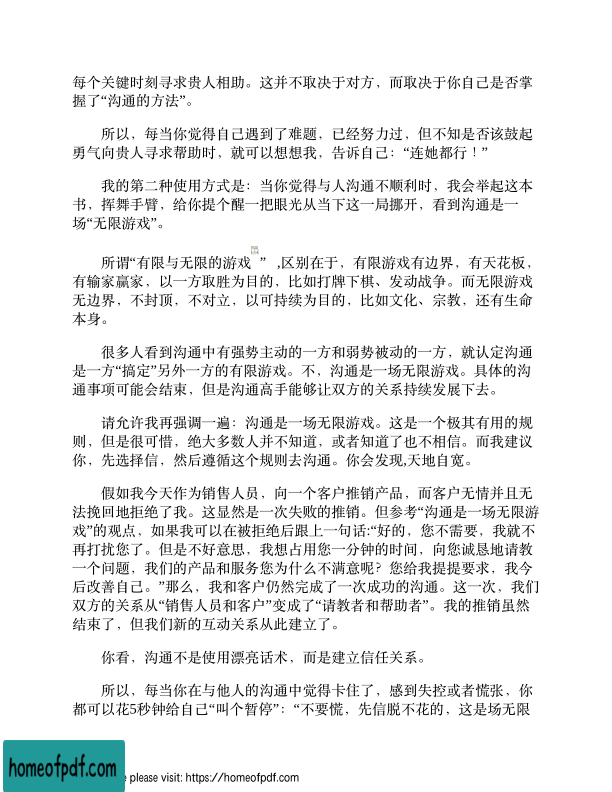 每个关键时刻寻求贵人相助。这并不取决于对方，而取决于你自己是否掌
握了“沟通的方法”。
所以，每当你觉得自己遇到了难题，已经努力过，但不知是否该鼓起
勇气向贵人寻求帮助时，就可以想想我，告诉自己：“连她都行！”
我的第二种使用方式是：当你觉得与人沟通不顺利时，我会举起这本
书，挥舞手臂，给你提个醒一把眼光从当下这一局挪开，看到沟通是一
场“无限游戏”。
所谓“有限与无限的游戏 ” ,区别在于，有限游戏有边界，有天花板，
有输家赢家，以一方取胜为目的，比如打牌下棋、发动战争。而无限游戏
无边界，不封顶，不对立，以可持续为目的，比如文化、宗教，还有生命
本身。
很多人看到沟通中有强势主动的一方和弱势被动的一方，就认定沟通
是一方“搞定”另外一方的有限游戏。不，沟通是一场无限游戏。具体的沟
通事项可能会结束，但是沟通高手能够让双方的关系持续发展下去。
请允许我再强调一遍：沟通是一场无限游戏。这是一个极其有用的规
则，但是很可惜，绝大多数人并不知道，或者知道了也不相信。而我建议
你，先选择信，然后遵循这个规则去沟通。你会发现,天地自宽。
假如我今天作为销售人员，向一个客户推销产品，而客户无情并且无
法挽回地拒绝了我。这显然是一次失败的推销。但参考“沟通是一场无限游
戏”的观点，如果我可以在被拒绝后跟上一句话:“好的，您不需要，我就不
再打扰您了。但是不好意思，我想占用您一分钟的时间，向您诚恳地请教
一个问题，我们的产品和服务您为什么不满意呢？您给我提提要求，我今
后改善自己。”那么，我和客户仍然完成了一次成功的沟通。这一次，我们
双方的关系从“销售人员和客户”变成了“请教者和帮助者”。我的推销虽然
结束了，但我们新的互动关系从此建立了。
你看，沟通不是使用漂亮话术，而是建立信任关系。
所以，每当你在与他人的沟通中觉得卡住了，感到失控或者慌张，你
都可以花5秒钟给自己“叫个暂停”：“不要慌，先信脱不花的，这是场无限
homeofpdf.com
e please visit: https://homeofpdf.com